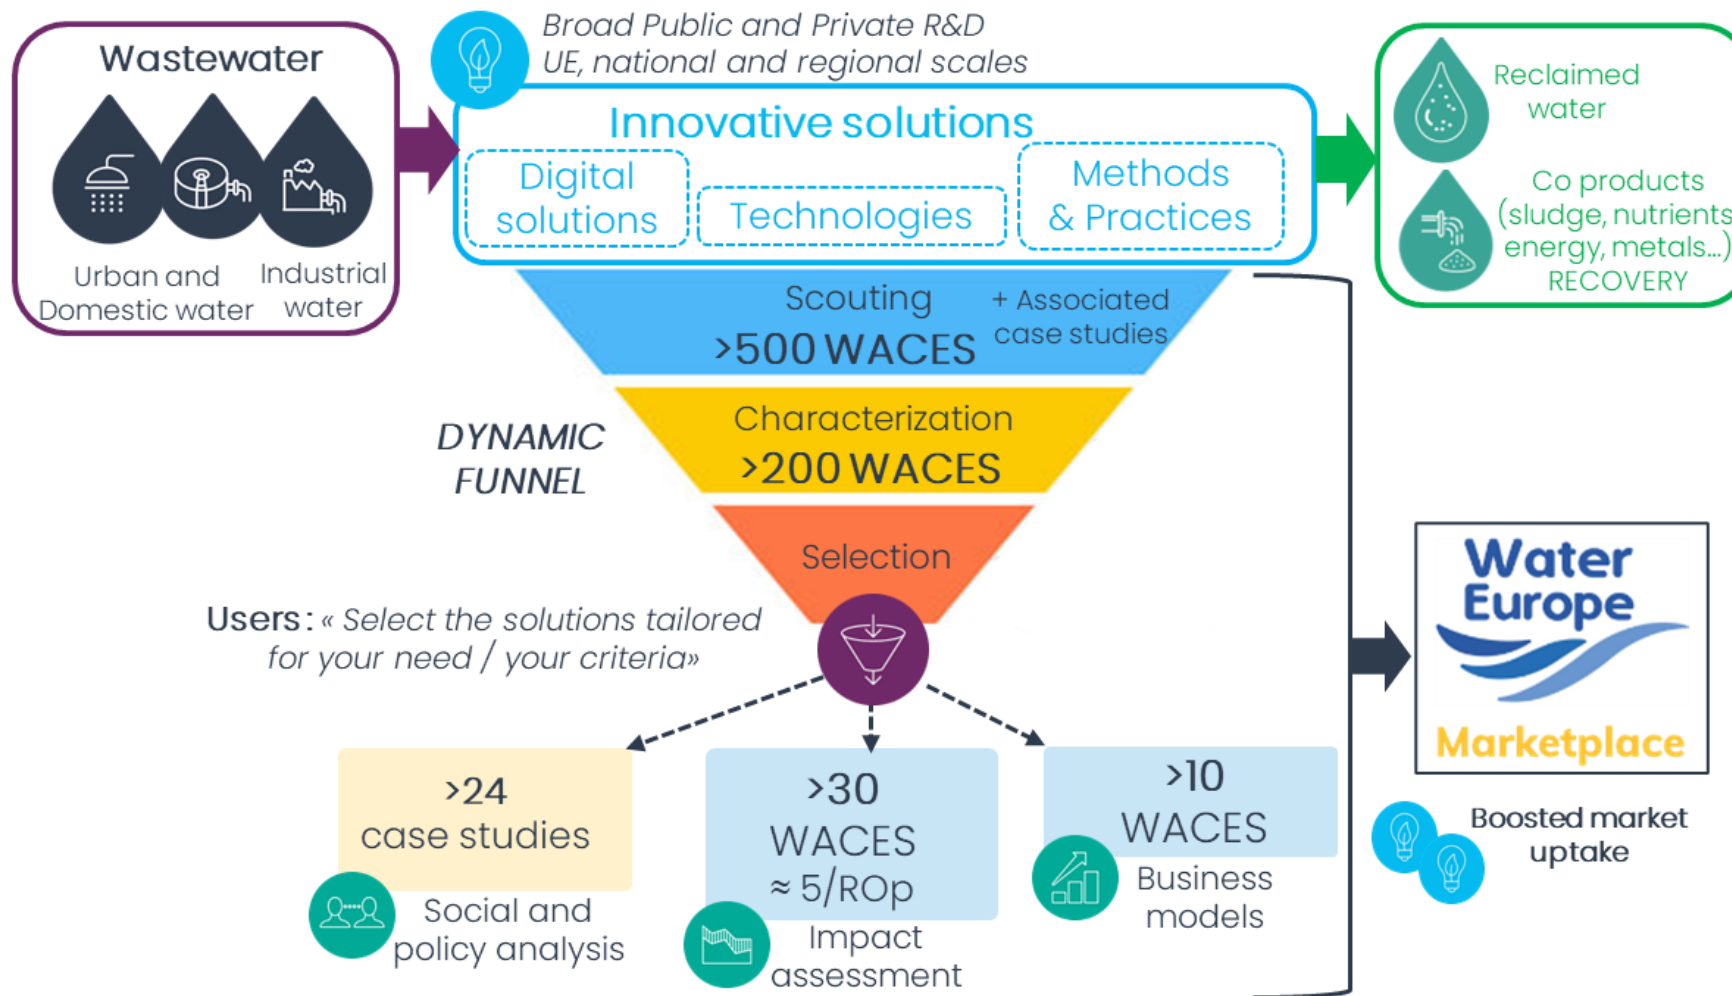 Wastewater
Urban and
Domestic water
Industrial
water
Broad Public and Private R&D
UE, national and regional scales
Innovative solutions
Digital
solutions
Technologies
Methods
& Practices
Reclaimed
water
Co products
(sludge, nutrients
energy, metals...)
RECOVERY
Scouting
>500 WACES
+ Associated
case studies
Characterization
>200 WACES
DYNAMIC
FUNNEL
Selection
Users: « Select the solutions tailored
for your need / your criteria»
>24
case studies
Social and
policy analysis
>30
WACES
≈ 5/ROp
Impact
assessment
>10
WACES
Business
models
Water
Europe
Marketplace
Boosted market
uptake